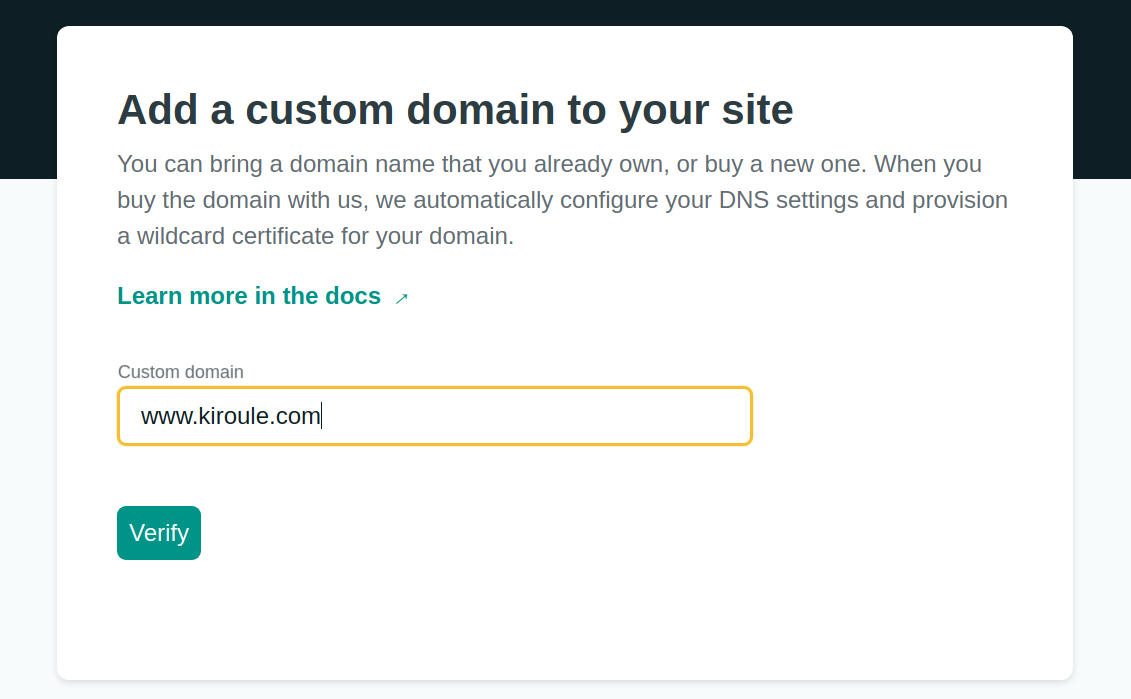 Add a custom domain to your site
You can bring a domain name that you already own, or buy a new one. When you
buy the domain with us, we automatically configure your DNS settings and provision
a wildcard certificate for your domain.
Learn more in the docs ↗
Custom domain
www.kiroule.com
Verify